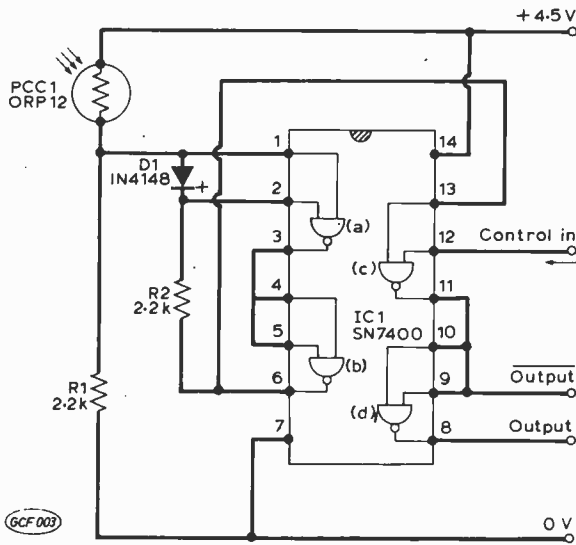 +4·5V
PCC1
ORP12
D1
IN4148
+
R2
2·2k
R1
2·2k
1
2
3
4
5
6
7
14
13
12
11
10
9
8
(a)
(b)
(c)
(d)
IC1
SN7400
Control in
Output
Output
0V
GCF 003